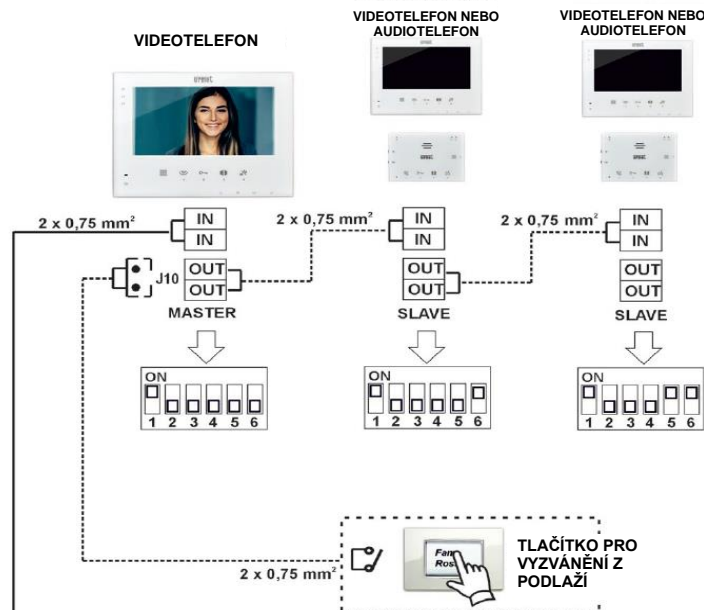 VIDEOTELEFON
VIDEOTELEFON NEBO
AUDIOTELEFON
VIDEOTELEFON NEBO
AUDIOTELEFON
urmet
2 x 0,75 mm²
IN
IN
J10
OUT
OUT
MASTER
2 x 0,75 mm²
IN
IN
OUT
OUT
SLAVE
2 x 0,75 mm²
IN
IN
OUT
OUT
SLAVE
ON
1 2 3 4 5 6
ON
1 2 3 4 5 6
ON
1 2 3 4 5 6
2 x 0,75 mm²
TLAČÍTKO PRO
VYZVÁNĚNÍ Z
PODLAŽÍ